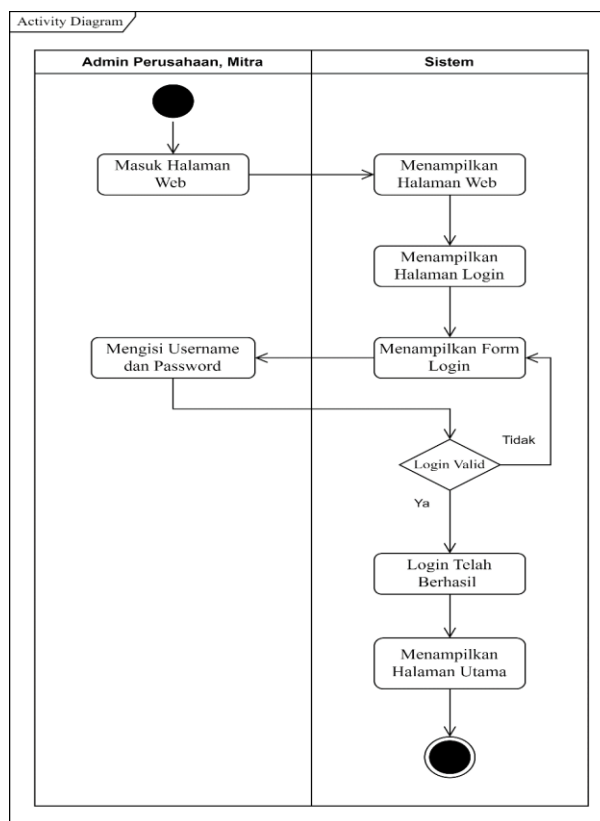 Activity Diagram
Admin Perusahaan, Mitra
Sistem
Masuk Halaman
Web
Menampilkan
Halaman Web
Menampilkan
Halaman Login
Mengisi Username
dan Password
Menampilkan Form
Login
Tidak
Login Valid
Ya
Login Telah
Berhasil
Menampilkan
Halaman Utama